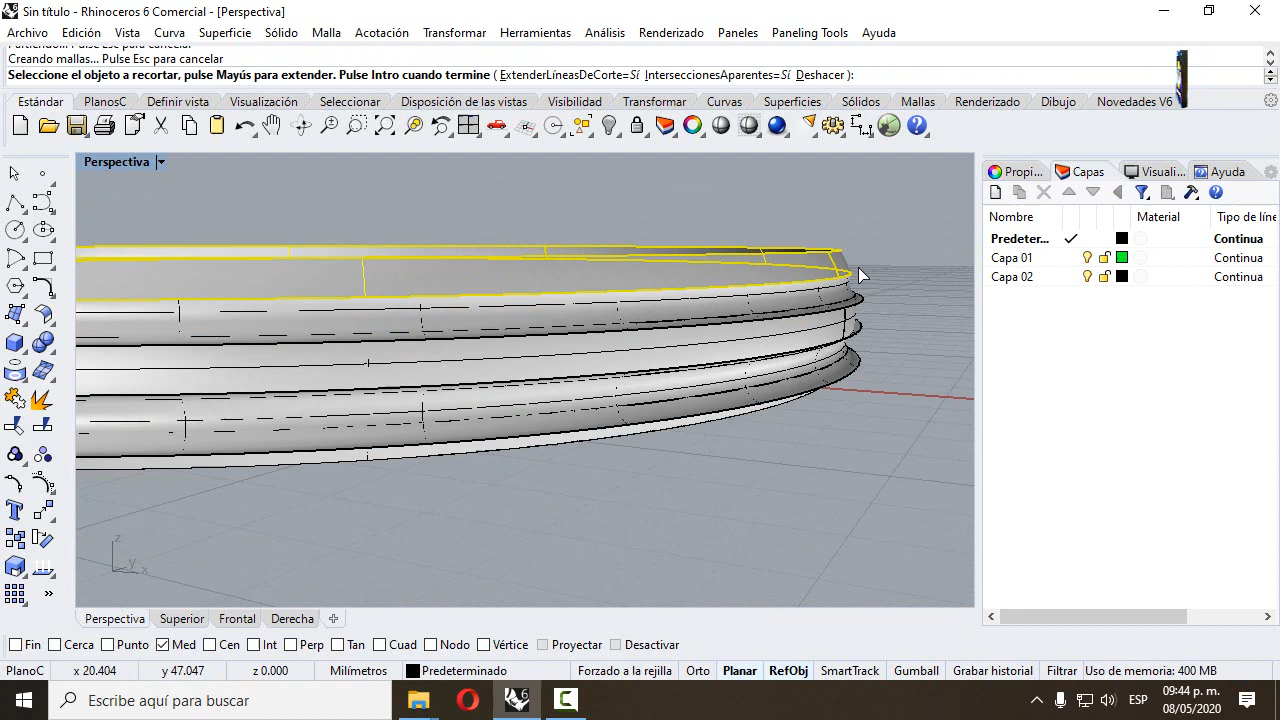 Sin título - Rhinoceros 6 Comercial - [Perspectiva]
Archivo Edición Vista Curva Superficie Sólido Malla Acotación Transformar Herramientas Análisis Renderizado Paneles Paneling Tools Ayuda
Creando mallas... Pulse Esc para cancelar
Seleccione el objeto a recortar, pulse Mayús para extender. Pulse Intro cuando termine ( ExtenderLíneasDeCorte=Sí InterseccionesAparentes=Sí Deshacer ):
Estándar PlanosC Definir vista Visualización Seleccionar Disposición de las vistas Visibilidad Transformar Curvas Superficies Sólidos Mallas Renderizado Dibujo Novedades V6
Perspectiva
Propi... Capas Visuali... Ayuda
Nombre Material Tipo de líne
Predeter... Continua
Capa 01 Continua
Capa 02 Continua
z
y
x
Perspectiva Superior Frontal Derecha
Fin Cerca Punto Med Cen Int Perp Tan Cuad Nodo Vértice Proyectar Desactivar
PlanoC x 20.404 y 47.047 z 0.000 Milímetros Predeterminado Forzado a la rejilla Orto Planar RefObj SmartTrack Gumball Grabar historial Filtrar Uso de memoria: 400 MB
Escribe aquí para buscar
ESP
09:44 p. m.
08/05/2020